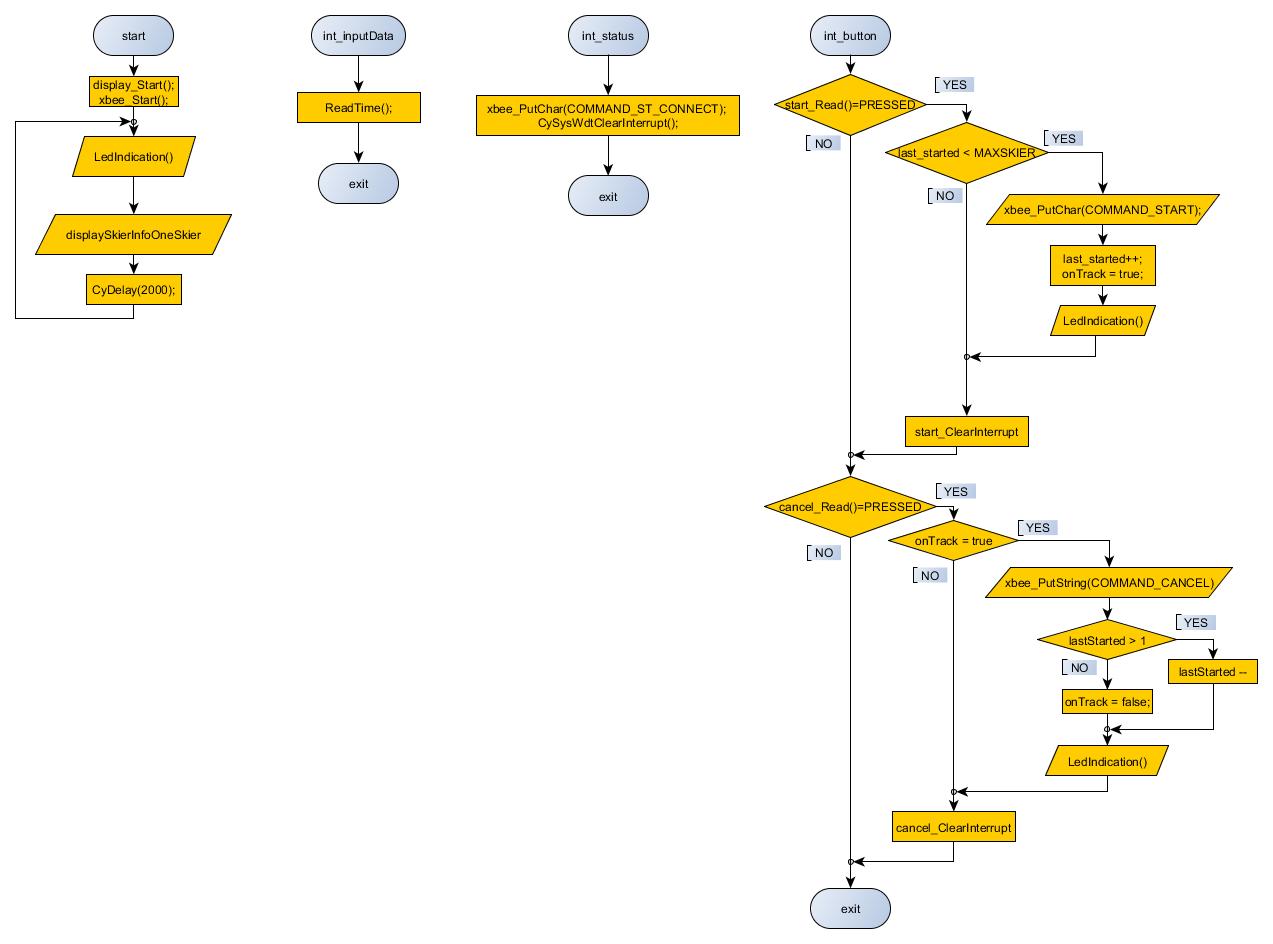 start
display_Start();
xbee_Start();
LedIndication()
displaySkierInfoOneSkier
CyDelay(2000);
int_inputData
ReadTime();
exit
int_status
xbee_PutChar(COMMAND_ST_CONNECT);
CySysWdtClearInterrupt();
exit
int_button
start_Read()=PRESSED
YES
NO
last_started < MAXSKIER
YES
NO
xbee_PutChar(COMMAND_START);
last_started++;
onTrack = true;
LedIndication()
start_ClearInterrupt
cancel_Read()=PRESSED
YES
NO
onTrack = true
YES
NO
xbee_PutString(COMMAND_CANCEL)
lastStarted > 1
YES
NO
lastStarted --
onTrack = false;
LedIndication()
cancel_ClearInterrupt
exit